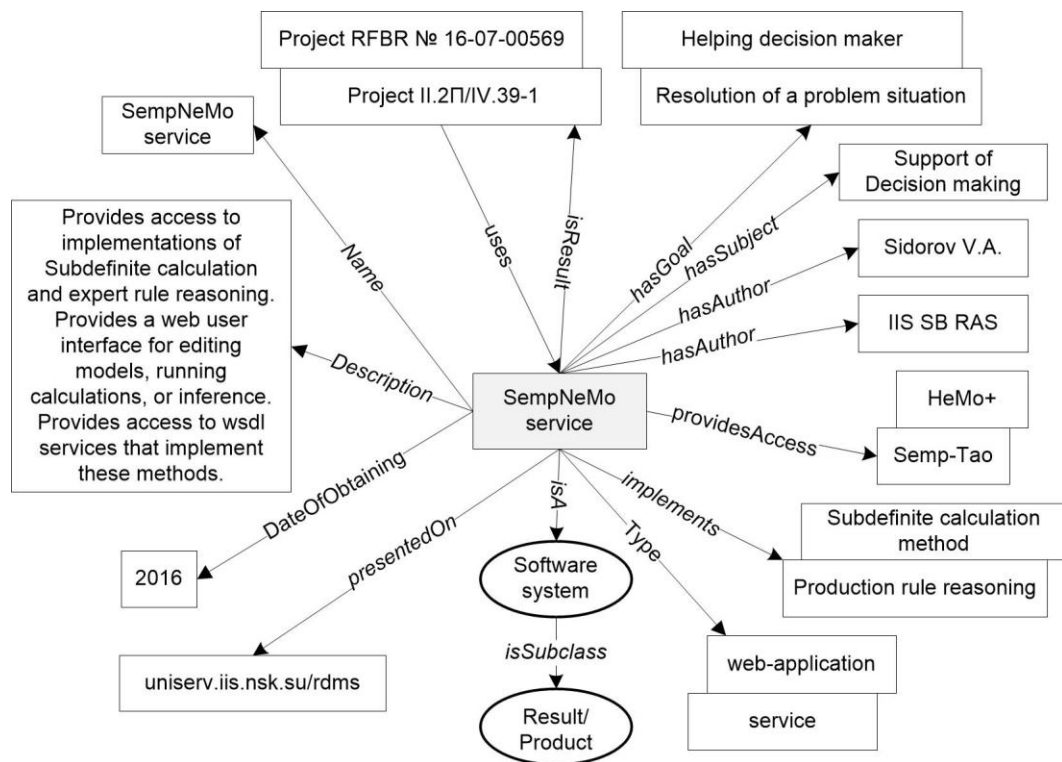 Project RFBR № 16-07-00569
Project II.2П/IV.39-1
Helping decision maker
Resolution of a problem situation
SempNeMo
service
Support of
Decision making
Provides access to
implementations of
Subdefinite calculation
and expert rule reasoning.
Provides a web user
interface for editing
models, running
calculations, or inference.
Provides access to wsdl
services that implement
these methods.
Name
uses
isResult
hasGoal
hasSubject
hasAuthor
hasAuthor
Sidorov V.A.
IIS SB RAS
Description
SempNeMo
service
providesAccess
HeMo+
Semp-Tao
DateOfObtaining
presentedOn
isA
Type
implements
Subdefinite calculation
method
Production rule reasoning
2016
Software
system
uniserv.iis.nsk.su/rdms
isSubclass
web-application
service
Result/
Product